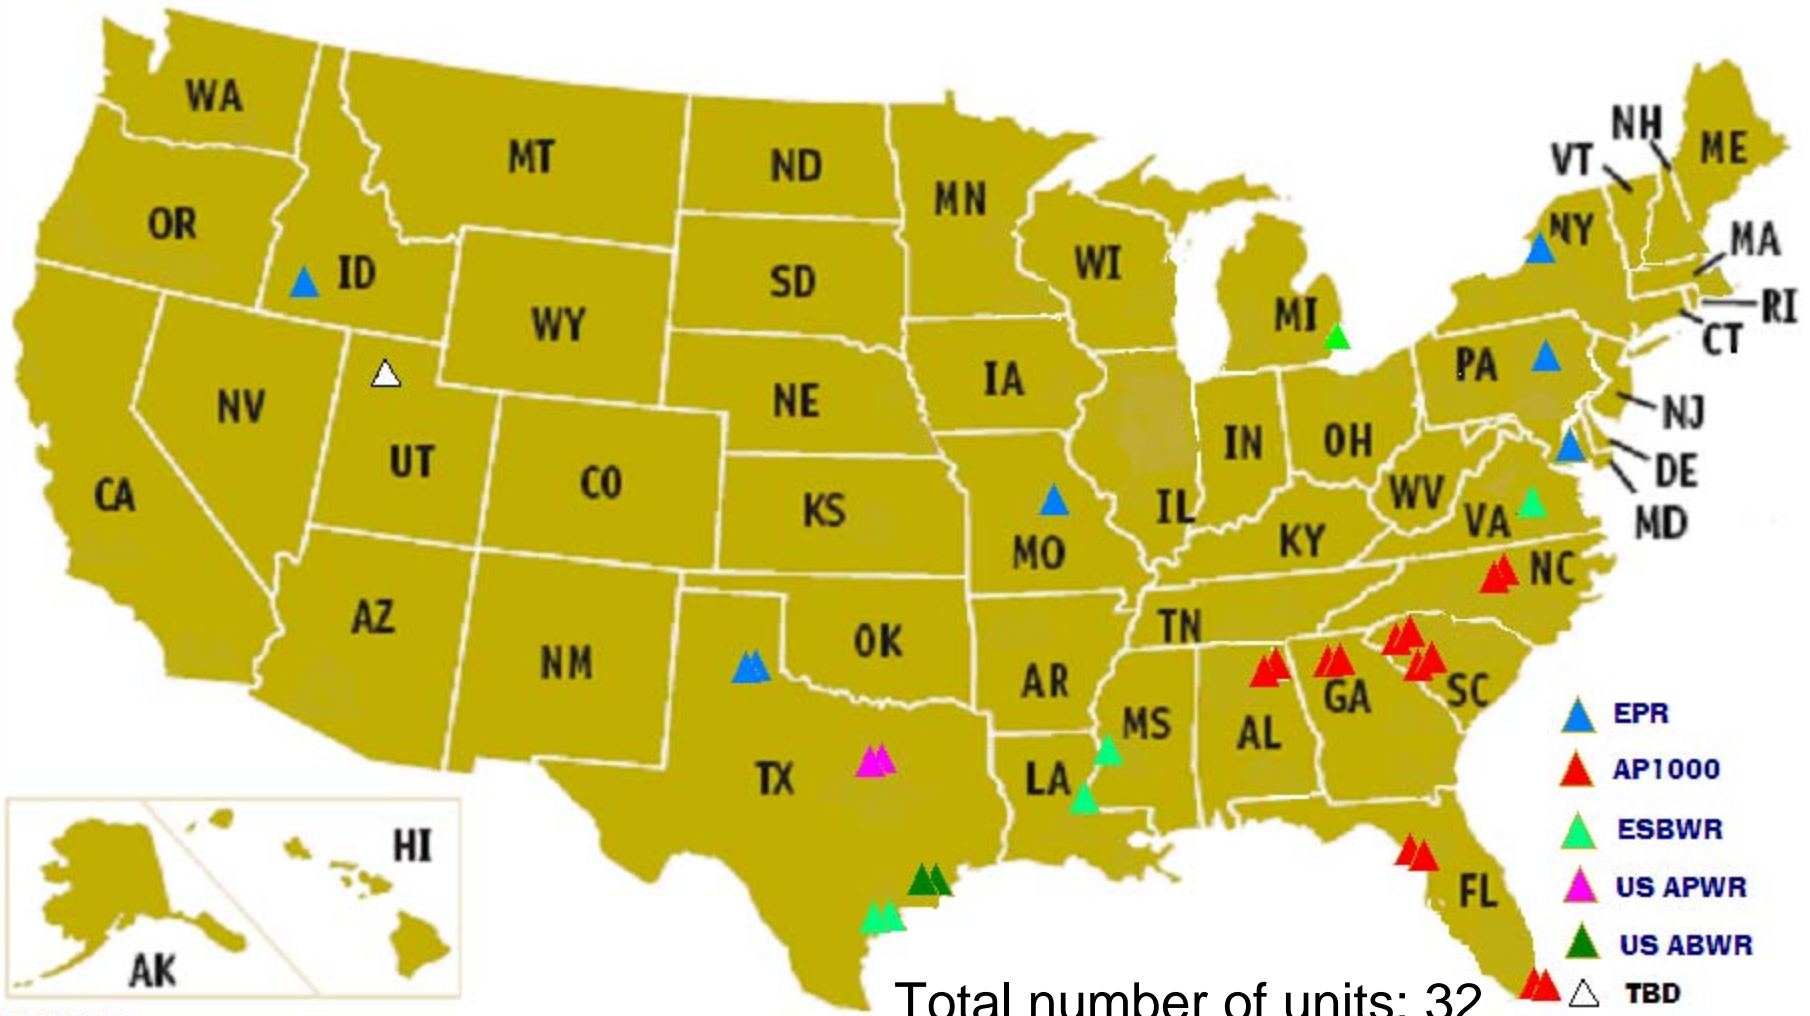 WA
MT
ND
MN
OR
ID
SD
WI
WY
MI
NH
VT
ME
NY
MA
RI
CT
IA
NE
PA
NV
NJ
UT
CO
CA
IN
OH
DE
KS
IL
WV
VA
MD
MO
KY
NC
AZ
TN
OK
NM
AR
SC
GA
MS
AL
TX
LA
FL
HI
AK
EPR
AP1000
ESBWR
US APWR
US ABWR
TBD
Total number of units: 32